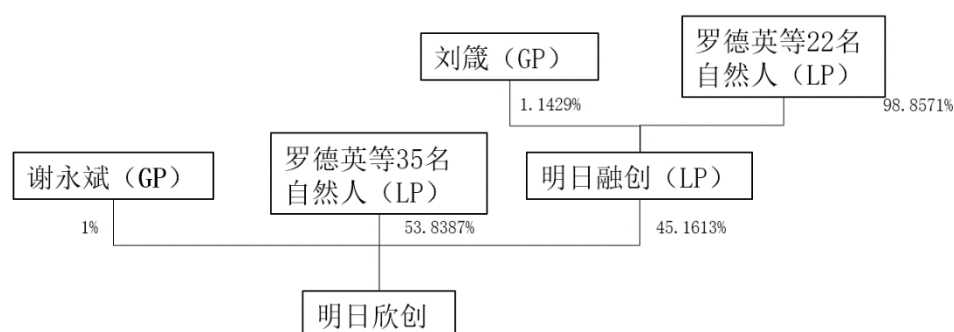 刘箴（GP）
罗德英等22名
自然人（LP）
1.1429%
98.8571%
谢永斌（GP）
罗德英等35名
自然人（LP）
明日融创（LP）
1%
53.8387%
45.1613%
明日欣创